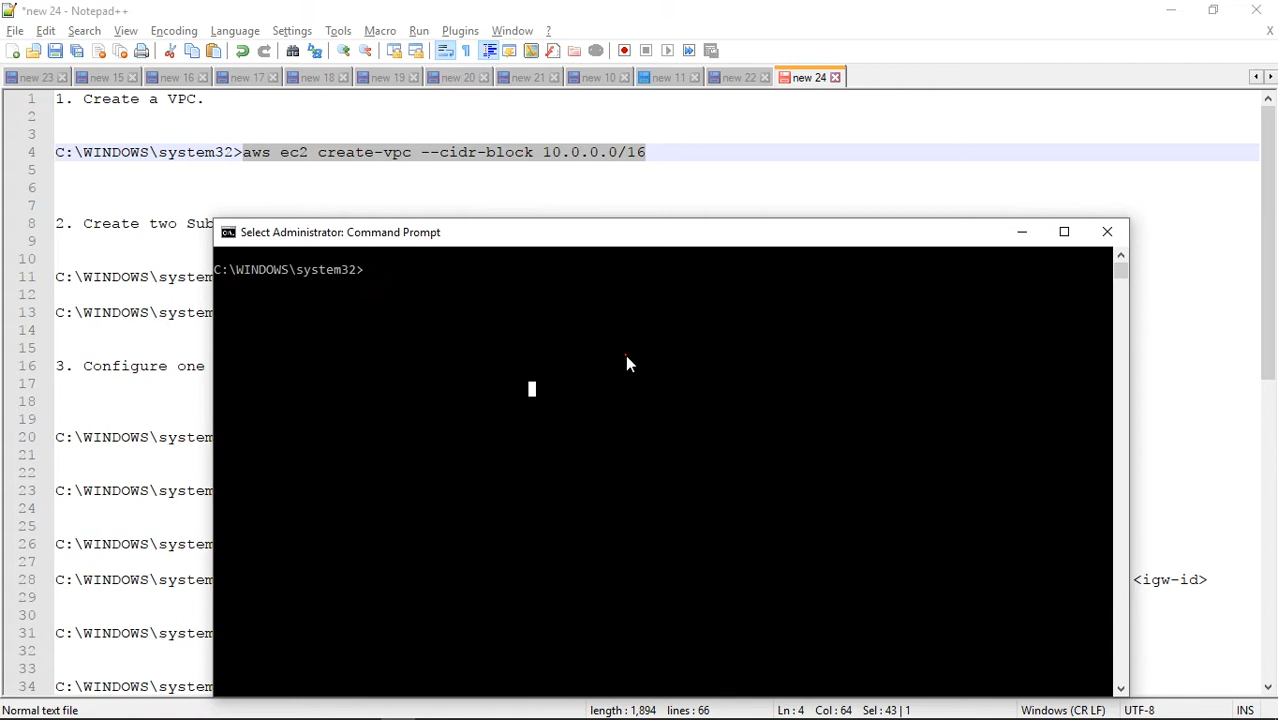 *new 24 - Notepad++
File Edit Search View Encoding Language Settings Tools Macro Run Plugins Window ? X
new 23 new 15 new 16 new 17 new 18 new 19 new 20 new 21 new 10 new 11 new 22 new 24
1 1. Create a VPC.
2
3
4 C:\WINDOWS\system32>aws ec2 create-vpc --cidr-block 10.0.0.0/16
5
6
7
8 2. Create two Sub
9
10
11 C:\WINDOWS\system
12
13 C:\WINDOWS\system
14
15
16 3. Configure one
17
18
19
20 C:\WINDOWS\system
21
22
23 C:\WINDOWS\system
24
25
26 C:\WINDOWS\system
27
28 C:\WINDOWS\system <igw-id>
29
30
31 C:\WINDOWS\system
32
33
34 C:\WINDOWS\system
Select Administrator: Command Prompt
C:\WINDOWS\system32>
Normal text file length : 1,894 lines : 66 Ln : 4 Col : 64 Sel : 43 | 1 Windows (CR LF) UTF-8 INS